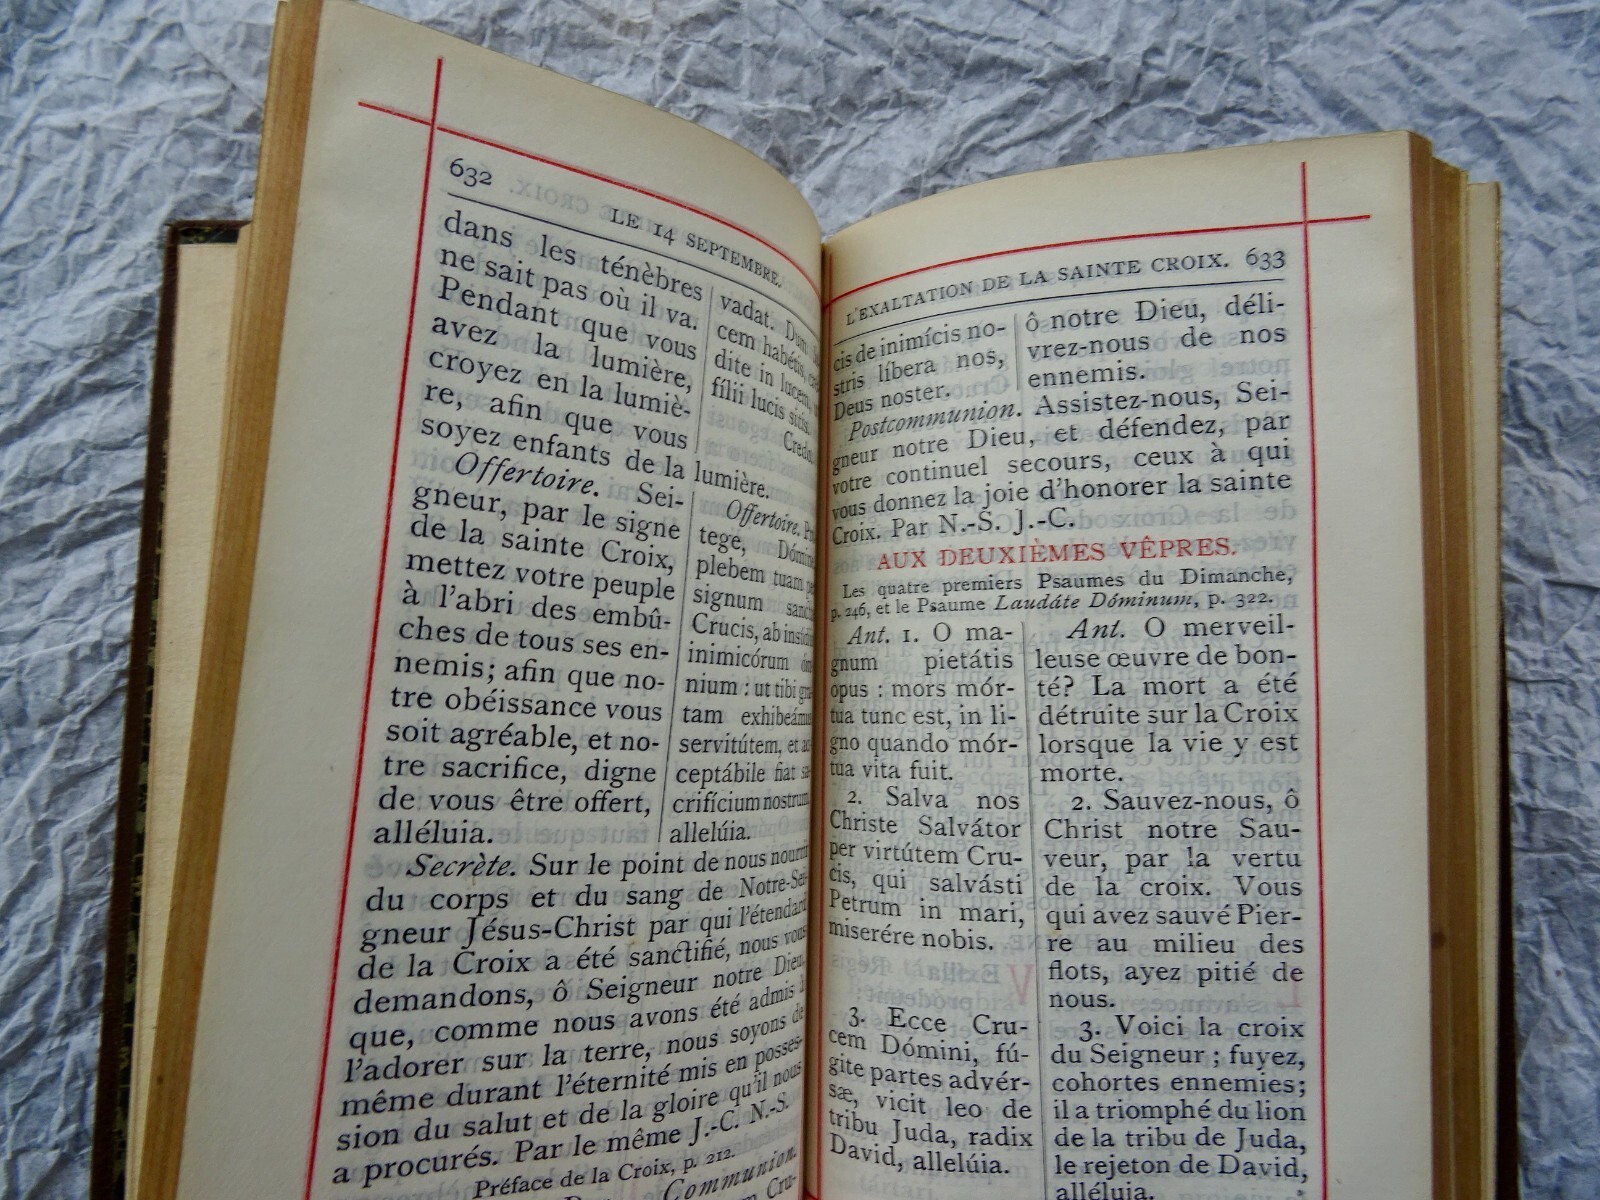 632
LE 14 SEPTEMBRE.
dans les ténèbres
ne sait pas où il va.
Pendant que vous
avez la lumière,
croyez en la lumiè-
re, afin que vous
soyez enfants de la lumière.
vadat. Dum
cem habétis,
dite in lucem,
fílii lucis sitis.
Credo.
Offertoire. Sei-
gneur, par le signe
de la sainte Croix,
mettez votre peuple
à l'abri des embû-
ches de tous ses en-
nemis; afin que no-
tre obéissance vous
soit agréable, et no-
tre sacrifice, digne
de vous être offert,
alléluia.
Offertoire.
tege, Dómine
plebem tuam
signum
Crucis, ab
inimicórum
nium : ut tibi
tam exhibeámus
servitútem, et
ceptábile fiat
crifícium nostrum,
allelúia.
Secrète. Sur le point de nous nourrir
du corps et du sang de Notre-Sei-
gneur Jésus-Christ par qui l'étendard
de la Croix a été sanctifié, nous vous
demandons, ô Seigneur notre Dieu,
que, comme nous avons été admis à
l'adorer sur la terre, nous soyons de
même durant l'éternité mis en posses-
sion du salut et de la gloire qu'il nous
a procurés. Par le même J.-C. N.-S.
Préface de la Croix, p. 212.
Communion.
L'EXALTATION DE LA SAINTE CROIX. 633
cis de inimícis no-
stris líbera nos,
Deus noster.
ô notre Dieu, déli-
vrez-nous de nos
ennemis.
Postcommunion. Assistez-nous, Sei-
gneur notre Dieu, et défendez, par
votre continuel secours, ceux à qui
vous donnez la joie d'honorer la sainte
Croix. Par N.-S. J.-C.
AUX DEUXIÈMES VÊPRES.
Les quatre premiers Psaumes du Dimanche,
p. 246, et le Psaume Laudáte Dóminum, p. 322.
Ant. 1. O ma-
gnum pietátis
opus : mors mór-
tua tunc est, in li-
gno quando mór-
tua vita fuit.
2. Salva nos
Christe Salvátor
per virtútem Cru-
cis, qui salvásti
Petrum in mari,
miserére nobis.
3. Ecce Cru-
cem Dómini, fú-
gite partes advér-
sæ, vicit leo de
tribu Juda, radix
David, allelúia.
Ant. O merveil-
leuse œuvre de bon-
té? La mort a été
détruite sur la Croix
lorsque la vie y est
morte.
2. Sauvez-nous, ô
Christ notre Sau-
veur, par la vertu
de la croix. Vous
qui avez sauvé Pier-
re au milieu des
flots, ayez pitié de
nous.
3. Voici la croix
du Seigneur ; fuyez,
cohortes ennemies;
il a triomphé du lion
de la tribu de Juda,
le rejeton de David,
alléluia.